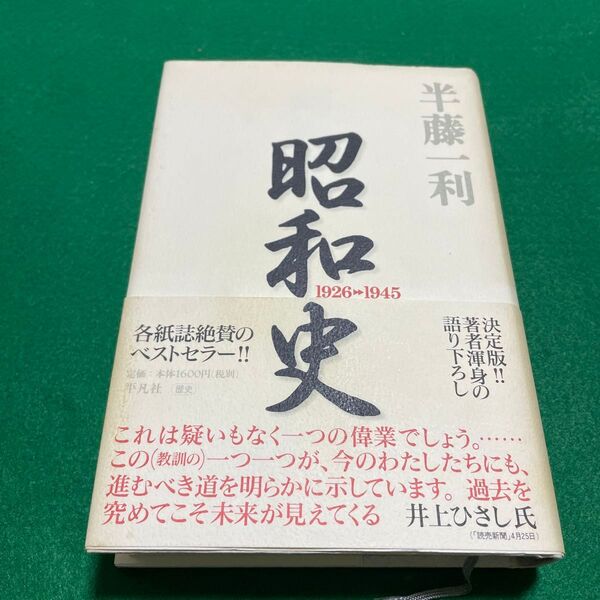 半藤一利
昭和史
1926▸▸1945
決定版!!
著者渾身の
語り下ろし
各紙誌絶賛の
ベストセラー!!
定価:本体1600円(税別)
平凡社 〔歴史〕
これは疑いもなく一つの偉業でしょう。……
この(教訓の)一つ一つが、今のわたしたちにも、
進むべき道を明らかに示しています。過去を
究めてこそ未来が見えてくる 井上ひさし氏
(「読売新聞」4月25日)